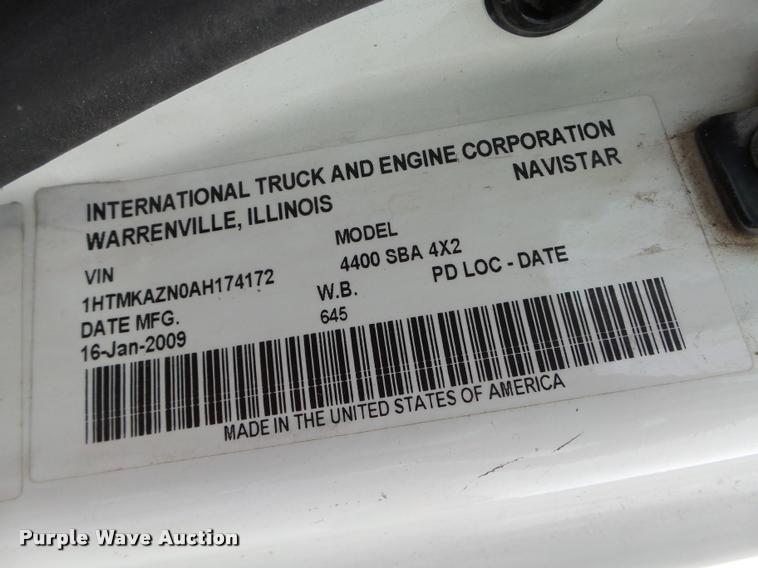 INTERNATIONAL TRUCK AND ENGINE CORPORATION
WARRENVILLE, ILLINOIS
NAVISTAR
VIN
MODEL
1HTMKAZN0AH174172
4400 SBA 4X2
DATE MFG.
W.B.
PD LOC - DATE
16-Jan-2009
645
MADE IN THE UNITED STATES OF AMERICA
Purple Wave Auction